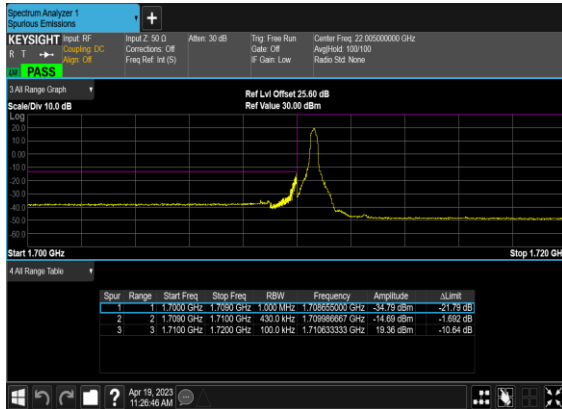 Spectrum Analyzer 1
Spurious Emissions
+
KEYSIGHT Input: RF Input Z: 50 Ω Atten: 30 dB Trig: Free Run Center Freq: 22.005000000 GHz
R T Coupling: DC Corrections: Off Gate: Off Avg|Hold: 100/100
Align: Off Freq Ref: Int (S) IF Gain: Low Radio Std: None
PASS
3 All Range Graph Ref Lvl Offset 25.60 dB
Scale/Div 10.0 dB Ref Value 30.00 dBm
Log
20.0
10.0
0.00
-10.0
-20.0
-30.0
-40.0
-50.0
-60.0
Start 1.700 GHz Stop 1.720 GH
4 All Range Table
Spur Range Start Freq Stop Freq RBW Frequency Amplitude ΔLimit
1 1 1.7000 GHz 1.7090 GHz 1.000 MHz 1.708655000 GHz -34.79 dBm -21.79 dB
2 2 1.7090 GHz 1.7100 GHz 430.0 kHz 1.709986667 GHz -14.69 dBm -1.692 dB
3 3 1.7100 GHz 1.7200 GHz 100.0 kHz 1.710633333 GHz 19.36 dBm -10.64 dB
? Apr 19, 2023
11:26:46 AM